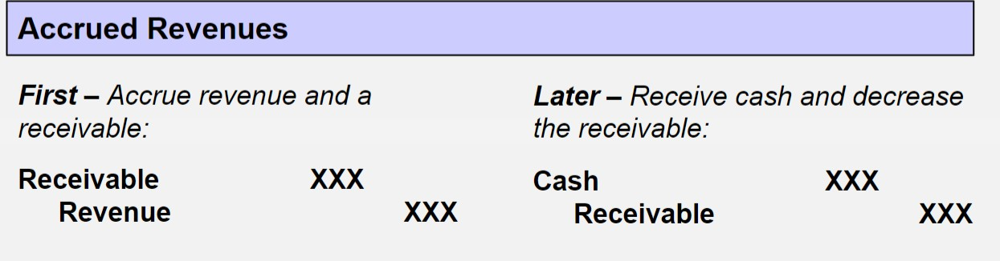 Accrued Revenues
First – Accrue revenue and a
receivable:
Receivable XXX
Revenue XXX
Later – Receive cash and decrease
the receivable:
Cash XXX
Receivable XXX